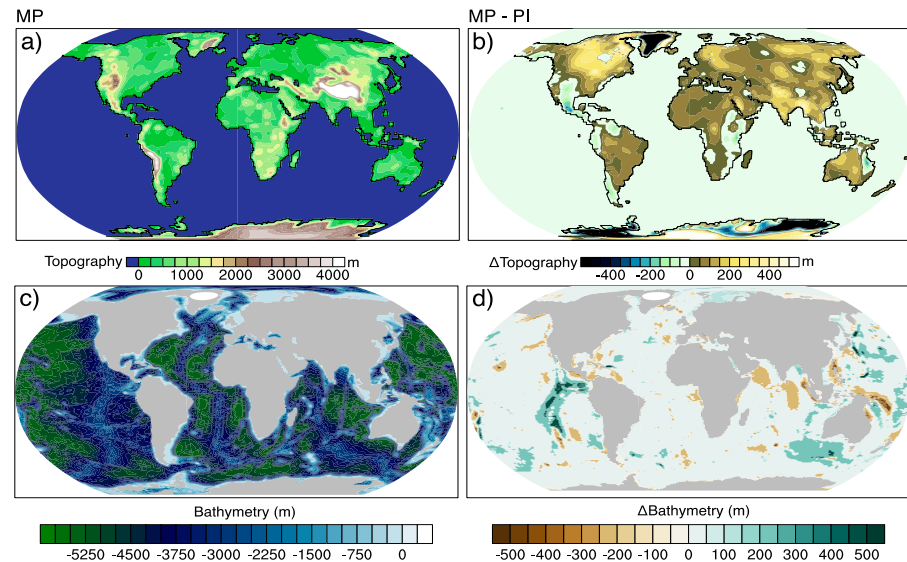 MP
MP - PI
a)
b)
Topography 0 1000 2000 3000 4000 m
ΔTopography -400 -200 0 200 400 m
c)
d)
Bathymetry (m)
-5250 -4500 -3750 -3000 -2250 -1500 -750 0
ΔBathymetry (m)
-500 -400 -300 -200 -100 0 100 200 300 400 500